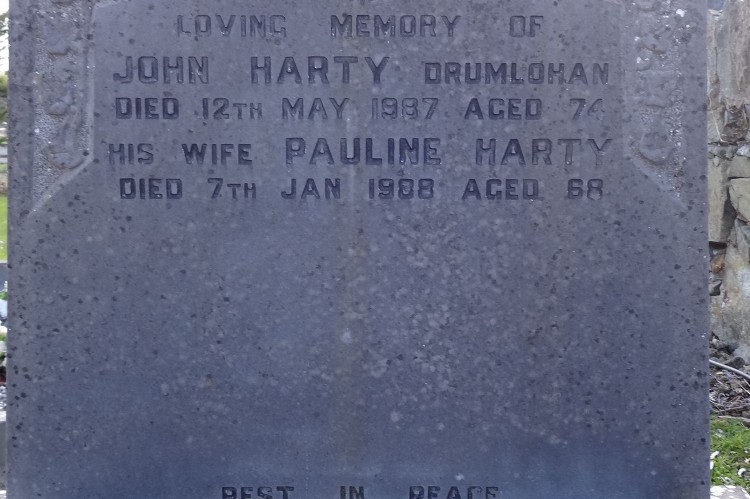 LOVING MEMORY OF
JOHN HARTY DRUMLOHAN
DIED 12TH MAY 1987 AGED 74
HIS WIFE PAULINE HARTY
DIED 7TH JAN 1988 AGED 68
REST IN PEACE